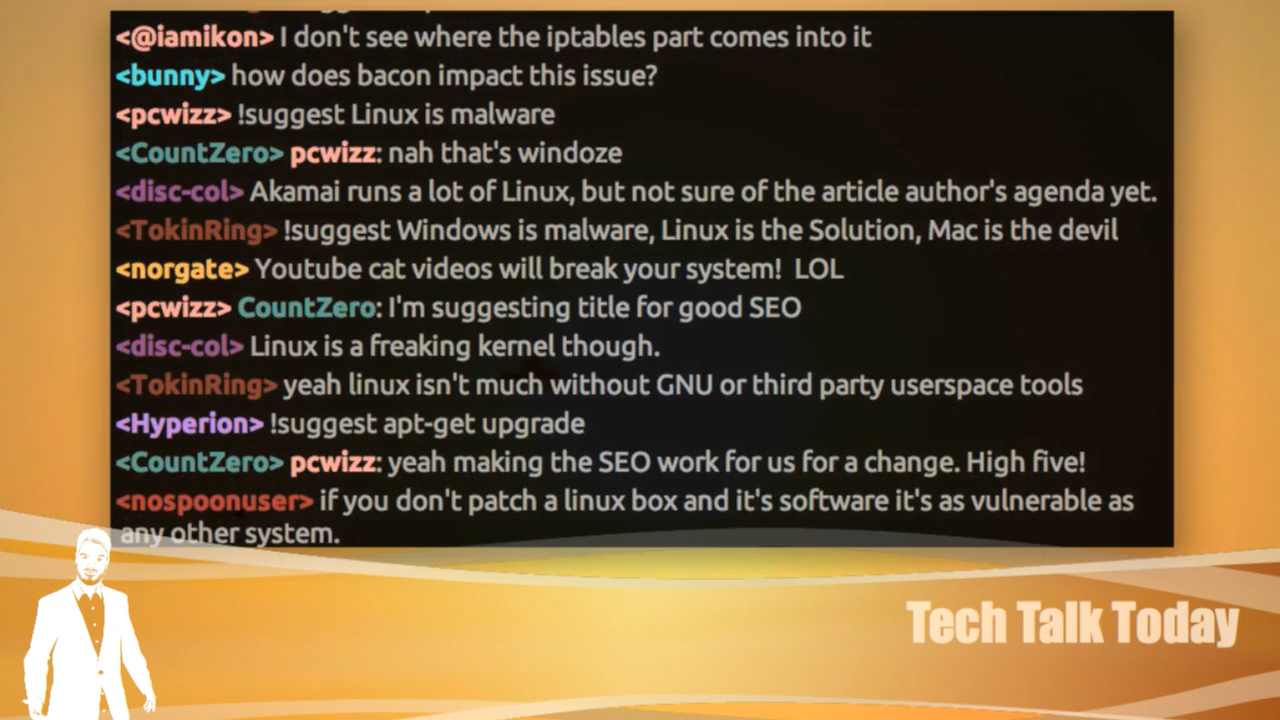 <@iamikon> I don't see where the iptables part comes into it
<bunny> how does bacon impact this issue?
<pcwizz> !suggest Linux is malware
<CountZero> pcwizz: nah that's windoze
<disc-col> Akamai runs a lot of Linux, but not sure of the article author's agenda yet.
<TokinRing> !suggest Windows is malware, Linux is the Solution, Mac is the devil
<norgate> Youtube cat videos will break your system!  LOL
<pcwizz> CountZero: I'm suggesting title for good SEO
<disc-col> Linux is a freaking kernel though.
<TokinRing> yeah linux isn't much without GNU or third party userspace tools
<Hyperion> !suggest apt-get upgrade
<CountZero> pcwizz: yeah making the SEO work for us for a change. High five!
<nospoonuser> if you don't patch a linux box and it's software it's as vulnerable as
any other system.
Tech Talk Today